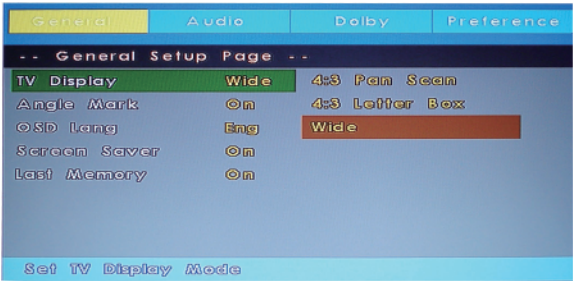 General Audio Dolby Preference
-- General Setup Page --
TV Display Wide 4:3 Pan Scan
Angle Mark On 4:3 Letter Box
OSD Lang Eng Wide
Screen Saver On
Last Memory On
Set TV Display Mode